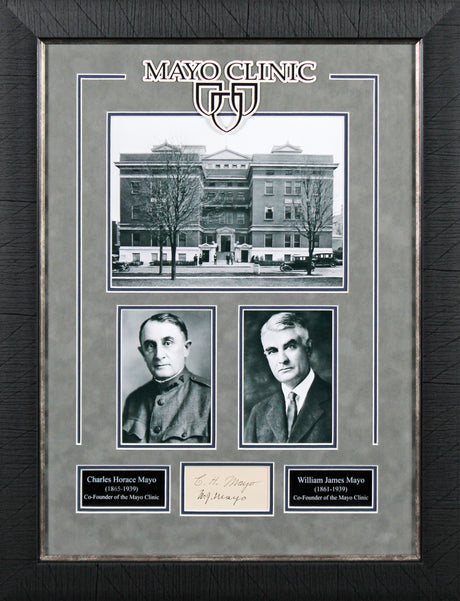 MAYO CLINIC
Charles Horace Mayo
(1865-1939)
Co-Founder of the Mayo Clinic
C. H. Mayo
W J Mayo
William James Mayo
(1861-1939)
Co-Founder of the Mayo Clinic